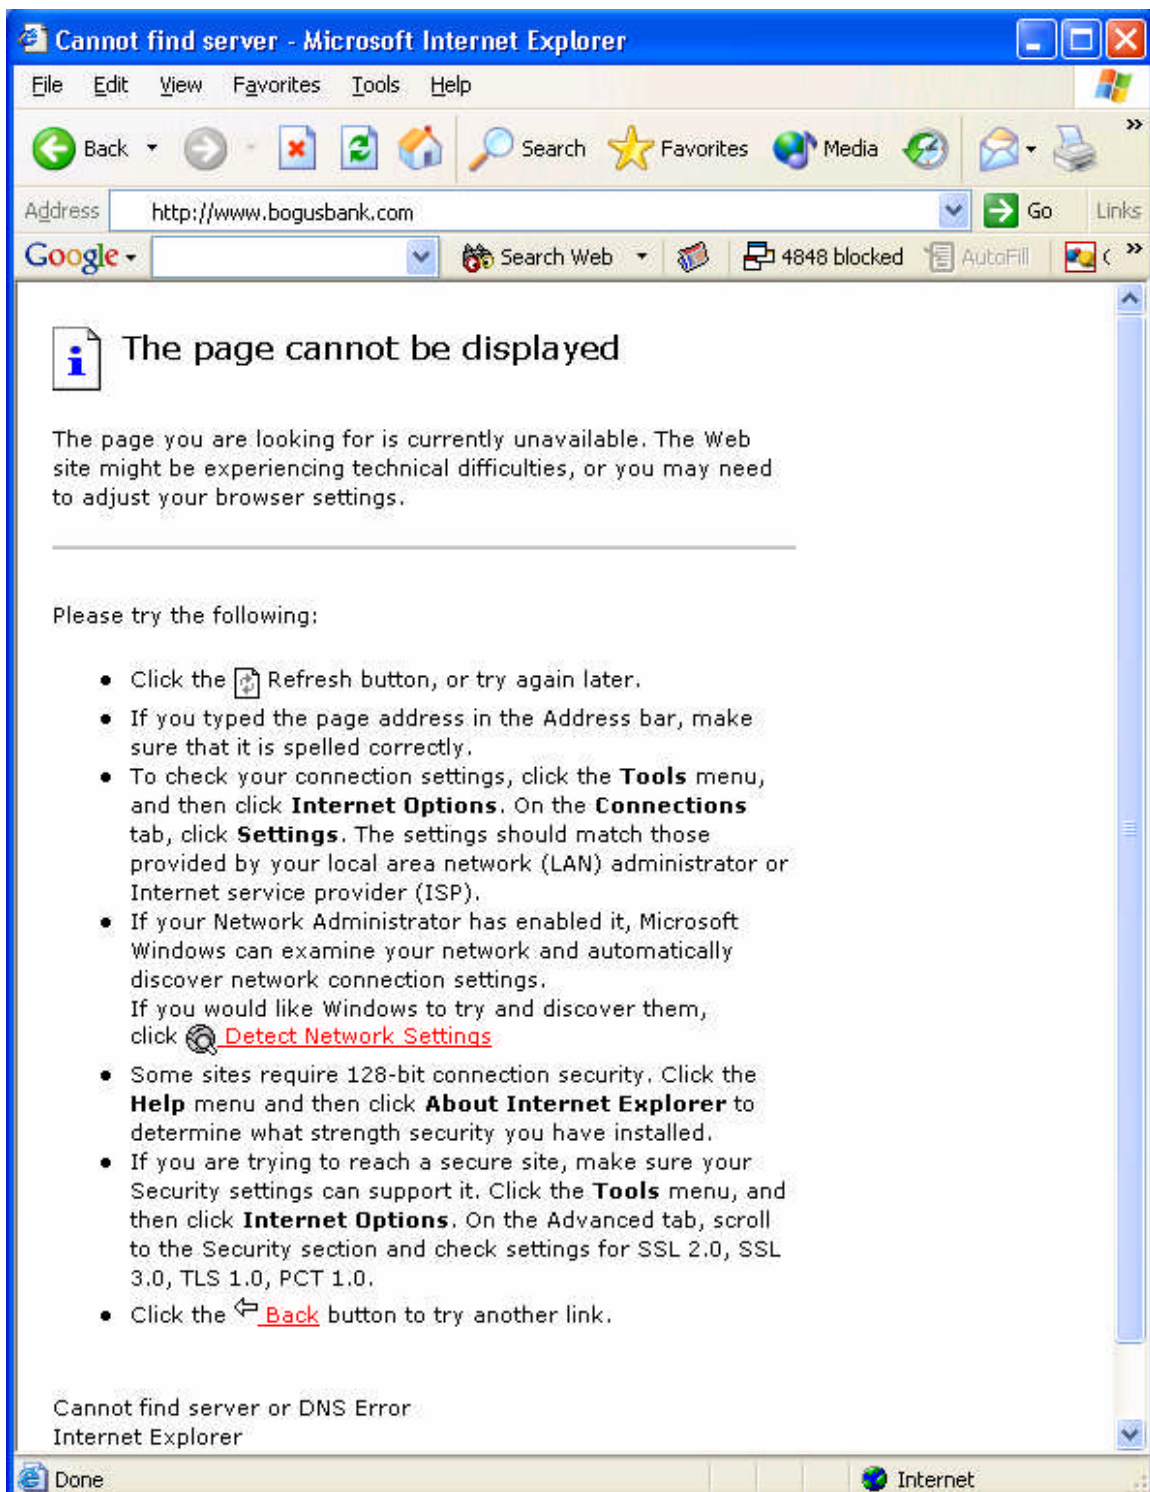 Cannot find server - Microsoft Internet Explorer
File Edit View Favorites Tools Help
Back Search Favorites Media »
Address http://www.bogusbank.com Go Links
Google Search Web 4848 blocked AutoFill »
The page cannot be displayed
The page you are looking for is currently unavailable. The Web
site might be experiencing technical difficulties, or you may need
to adjust your browser settings.
Please try the following:
• Click the Refresh button, or try again later.
• If you typed the page address in the Address bar, make
sure that it is spelled correctly.
• To check your connection settings, click the Tools menu,
and then click Internet Options. On the Connections
tab, click Settings. The settings should match those
provided by your local area network (LAN) administrator or
Internet service provider (ISP).
• If your Network Administrator has enabled it, Microsoft
Windows can examine your network and automatically
discover network connection settings.
If you would like Windows to try and discover them,
click Detect Network Settings
• Some sites require 128-bit connection security. Click the
Help menu and then click About Internet Explorer to
determine what strength security you have installed.
• If you are trying to reach a secure site, make sure your
Security settings can support it. Click the Tools menu, and
then click Internet Options. On the Advanced tab, scroll
to the Security section and check settings for SSL 2.0, SSL
3.0, TLS 1.0, PCT 1.0.
• Click the Back button to try another link.
Cannot find server or DNS Error
Internet Explorer
Done Internet